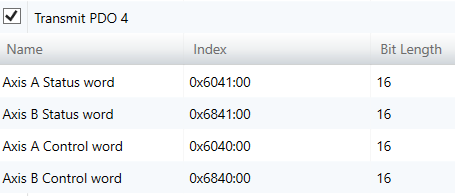 Transmit PDO 4
Name Index Bit Length
Axis A Status word 0x6041:00 16
Axis B Status word 0x6841:00 16
Axis A Control word 0x6040:00 16
Axis B Control word 0x6840:00 16